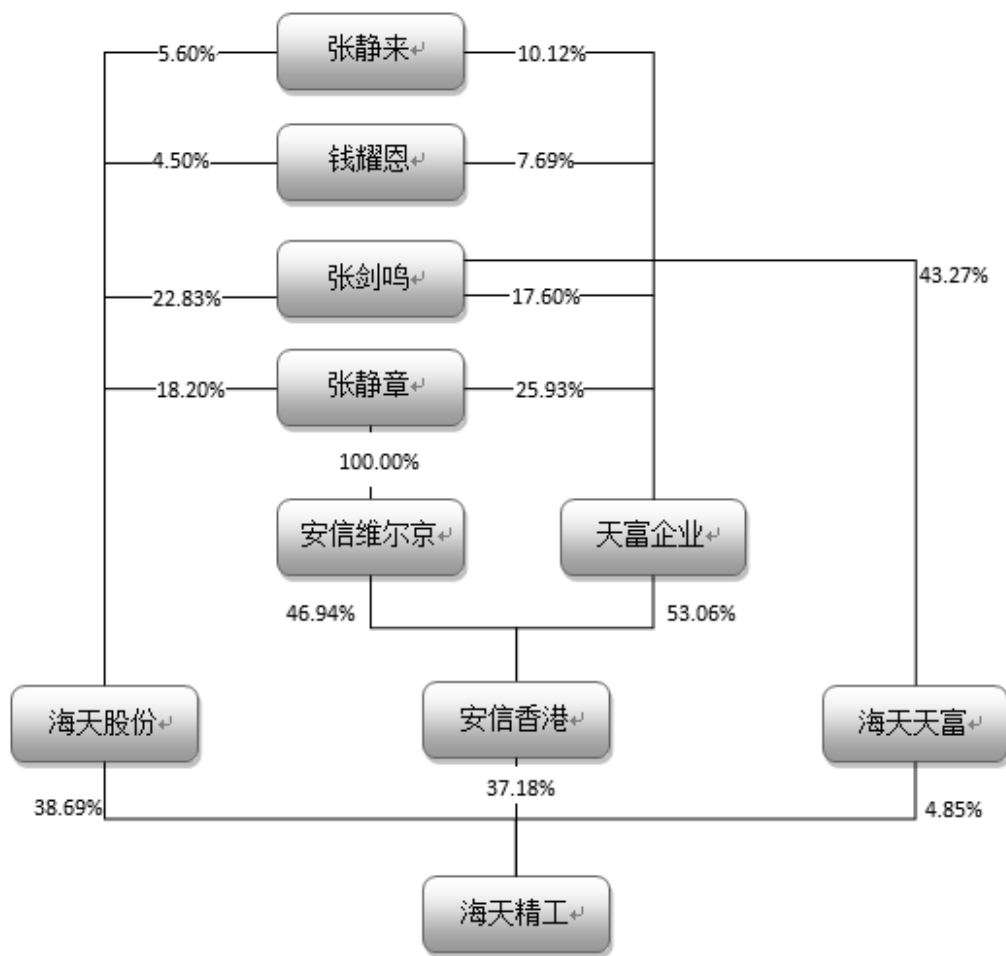 5.60%
张静来
10.12%
4.50%
钱耀恩
7.69%
张剑鸣
43.27%
22.83%
17.60%
18.20%
张静章
25.93%
100.00%
安信维尔京
天富企业
46.94%
53.06%
海天股份
安信香港
海天天富
38.69%
37.18%
4.85%
海天精工